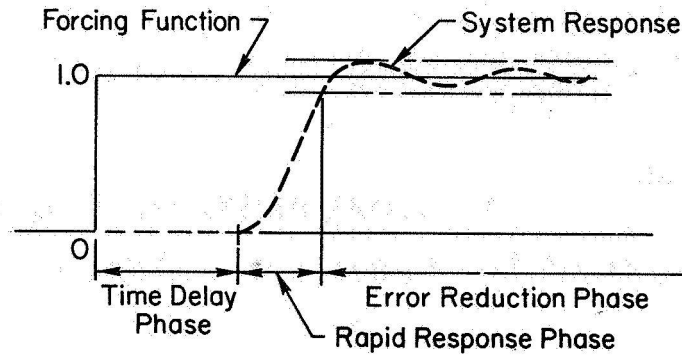 Forcing Function
System Response
1.0
0
Time Delay
Phase
Error Reduction Phase
Rapid Response Phase